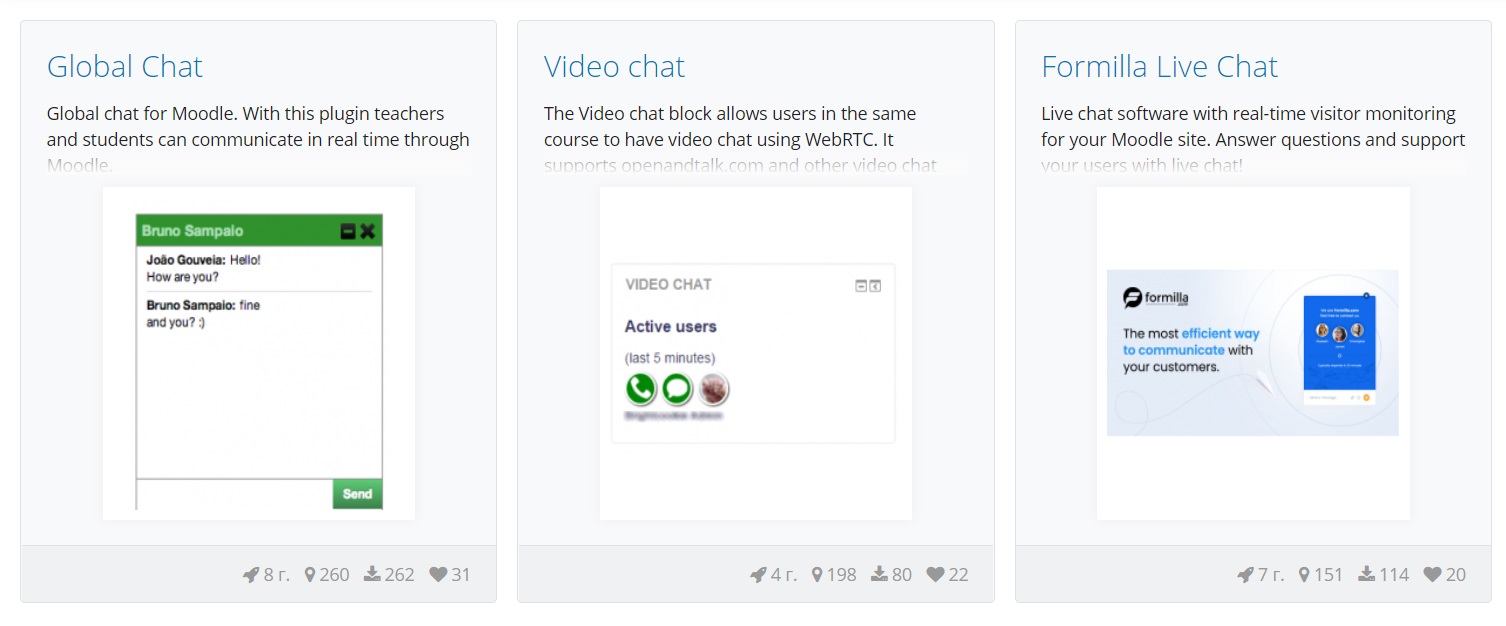 Global Chat
Global chat for Moodle. With this plugin teachers
and students can communicate in real time through
Moodle.
Bruno Sampaio
João Gouveia: Hello!
How are you?
Bruno Sampaio: fine
and you? ;)
Send
8 г. 260 262 31
Video chat
The Video chat block allows users in the same
course to have video chat using WebRTC. It
supports openandtalk.com and other video chat
VIDEO CHAT
Active users
(last 5 minutes)
4 г. 198 80 22
Formilla Live Chat
Live chat software with real-time visitor monitoring
for your Moodle site. Answer questions and support
your users with live chat!
formilla
The most efficient way
to communicate with
your customers.
7 г. 151 114 20